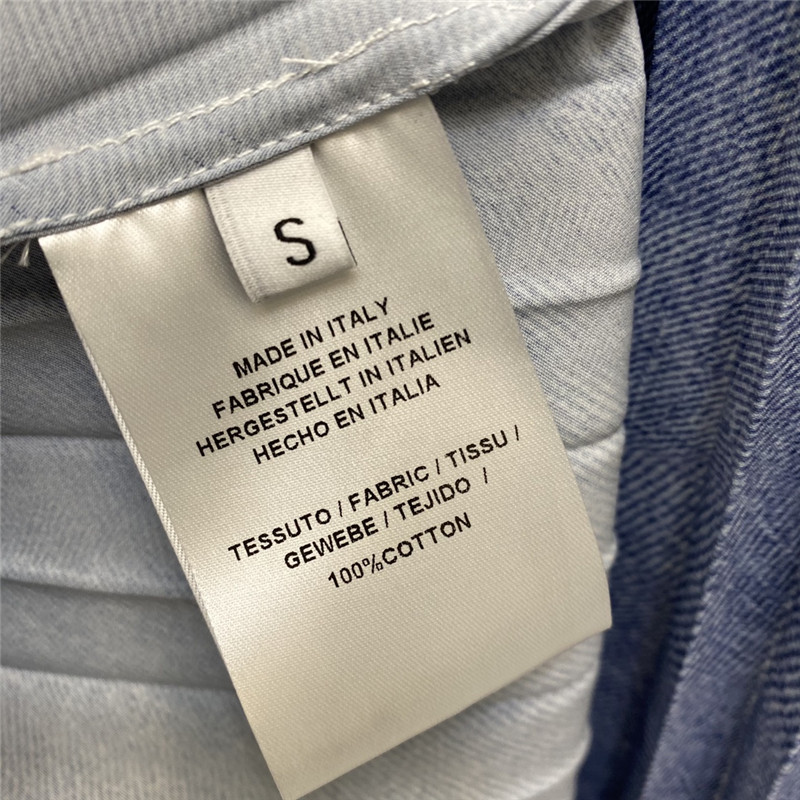 S
MADE IN ITALY
FABRIQUE EN ITALIE
HERGESTELLT IN ITALIEN
HECHO EN ITALIA
TESSUTO / FABRIC / TISSU /
GEWEBE / TEJIDO /
100%COTTON